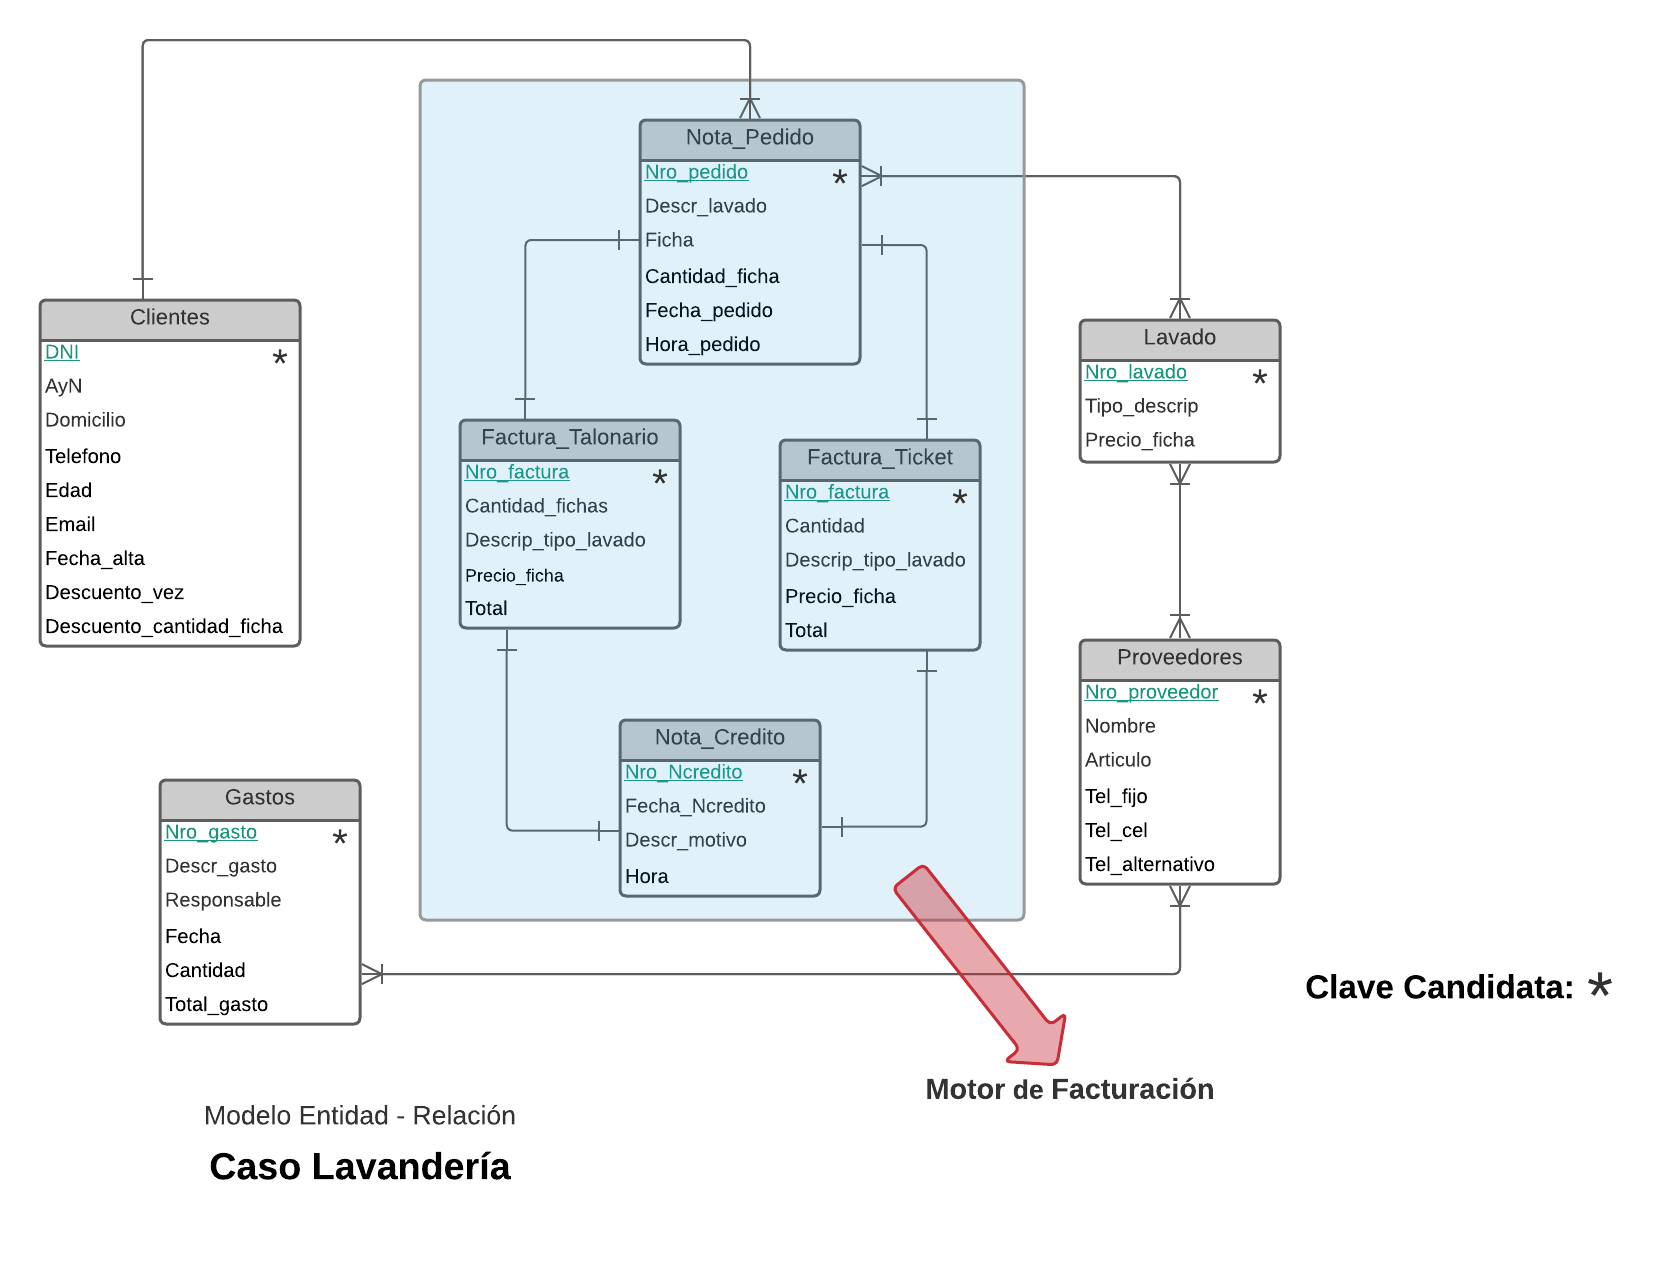 Nota_Pedido
Nro_pedido *
Descr_lavado
Ficha
Cantidad_ficha
Fecha_pedido
Hora_pedido
Clientes
DNI *
AyN
Domicilio
Telefono
Edad
Email
Fecha_alta
Descuento_vez
Descuento_cantidad_ficha
Lavado
Nro_lavado *
Tipo_descrip
Precio_ficha
Factura_Talonario
Nro_factura *
Cantidad_fichas
Descrip_tipo_lavado
Precio_ficha
Total
Factura_Ticket
Nro_factura *
Cantidad
Descrip_tipo_lavado
Precio_ficha
Total
Proveedores
Nro_proveedor *
Nombre
Articulo
Tel_fijo
Tel_cel
Tel_alternativo
Nota_Credito
Nro_Ncredito *
Fecha_Ncredito
Descr_motivo
Hora
Gastos
Nro_gasto *
Descr_gasto
Responsable
Fecha
Cantidad
Total_gasto
Clave Candidata: *
Motor de Facturación
Modelo Entidad - Relación
Caso Lavandería